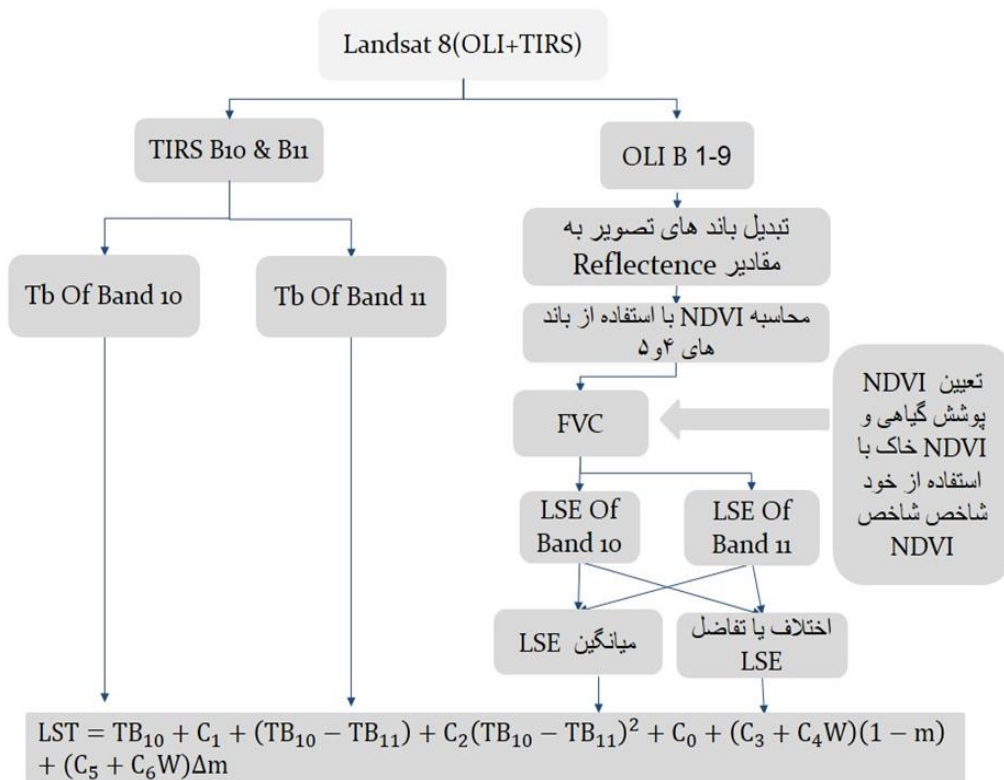 Landsat 8(OLI+TIRS)
TIRS B10 & B11
OLI B 1-9
تبدیل باند های تصویر به
مقادیر Reflectence
Tb Of Band 10
Tb Of Band 11
محاسبه NDVI با استفاده از باند
های ۴و۵
FVC
تعیین NDVI
پوشش گیاهی و
NDVI خاک با
استفاده از خود
شاخص شاخص
NDVI
LSE Of
Band 10
LSE Of
Band 11
میانگین LSE
اختلاف یا تفاضل
LSE
LST = TB₁₀ + C₁ + (TB₁₀ − TB₁₁) + C₂(TB₁₀ − TB₁₁)² + C₀ + (C₃ + C₄W)(1 − m)
+ (C₅ + C₆W)Δm